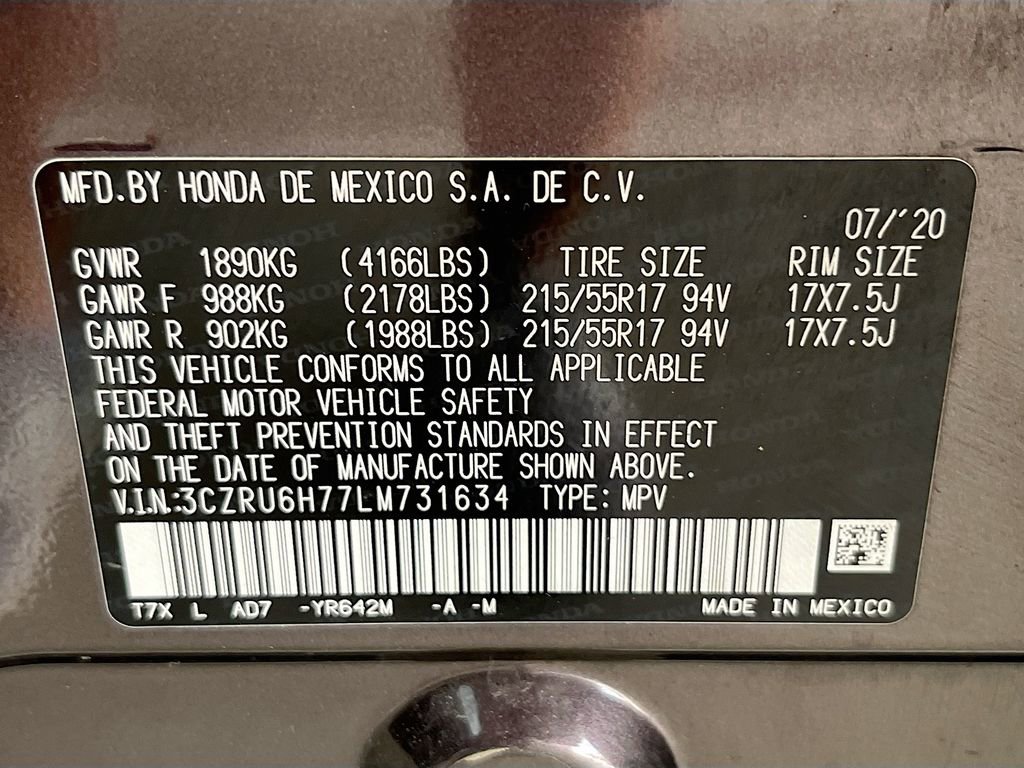 MFD.BY HONDA DE MEXICO S.A. DE C.V.
07/'20
GVWR 1890KG (4166LBS) TIRE SIZE RIM SIZE
GAWR F 988KG (2178LBS) 215/55R17 94V 17X7.5J
GAWR R 902KG (1988LBS) 215/55R17 94V 17X7.5J
THIS VEHICLE CONFORMS TO ALL APPLICABLE
FEDERAL MOTOR VEHICLE SAFETY
AND THEFT PREVENTION STANDARDS IN EFFECT
ON THE DATE OF MANUFACTURE SHOWN ABOVE.
V.I.N.:3CZRU6H77LM731634 TYPE: MPV
T7X L AD7 -YR642M -A -M MADE IN MEXICO